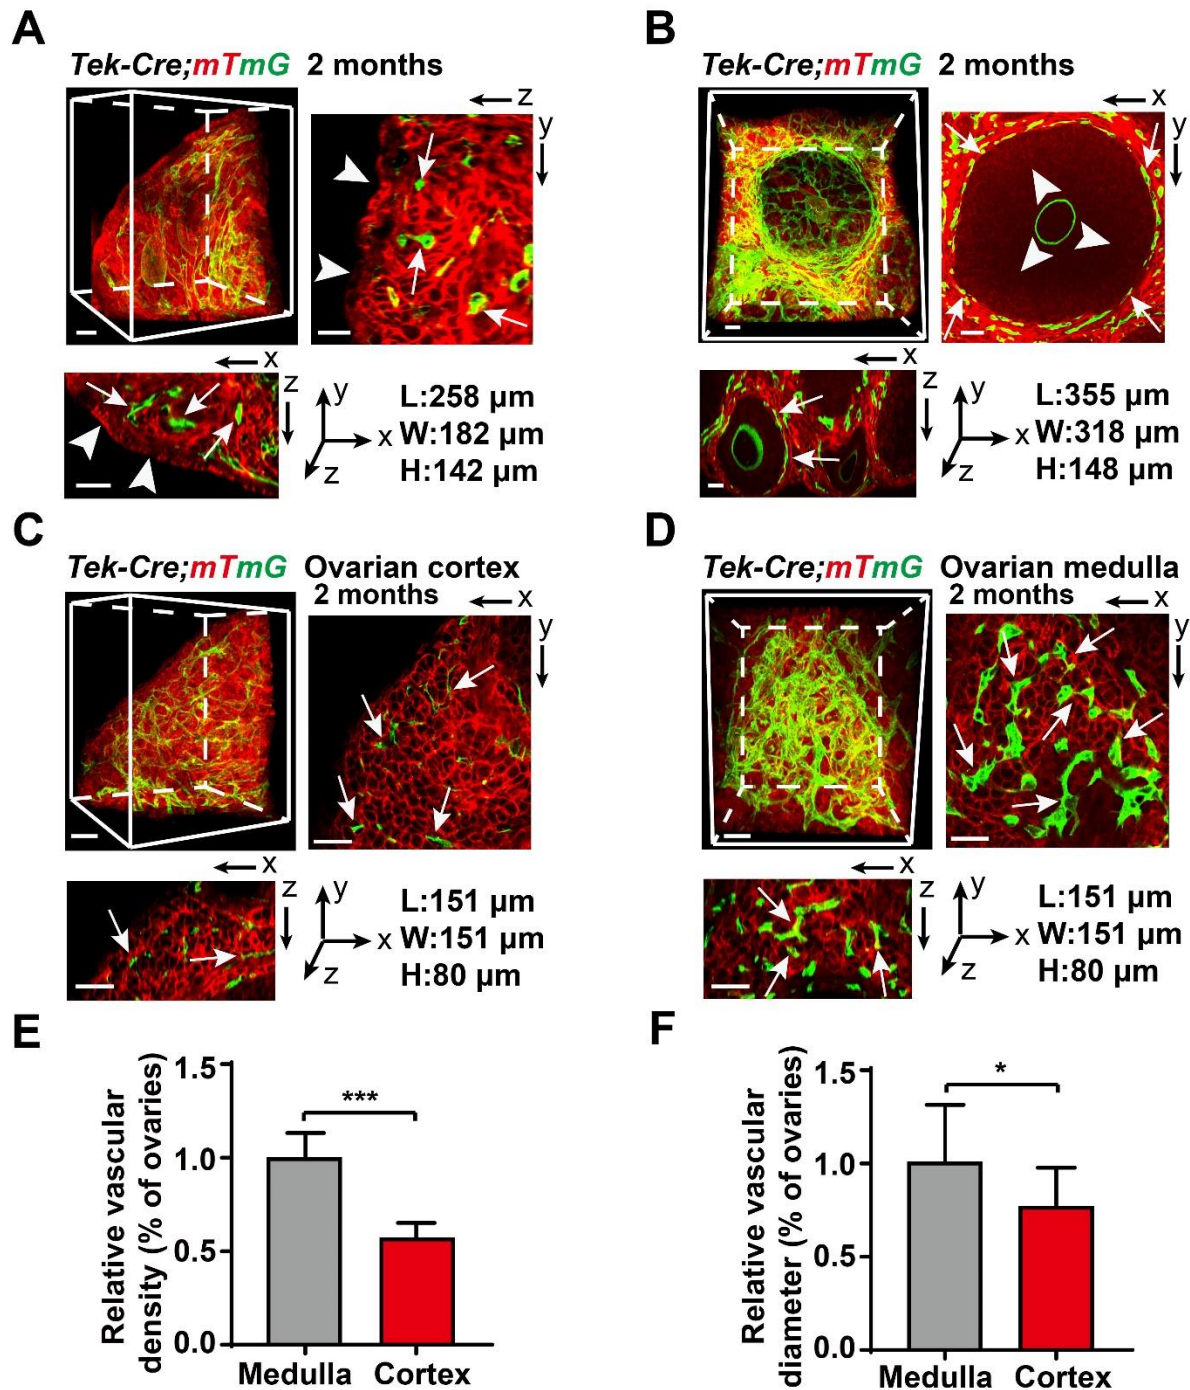 A
Tek-Cre;mTmG 2 months
z
y
x
z
y
x
z
L:258 µm
W:182 µm
H:142 µm
B
Tek-Cre;mTmG 2 months
x
y
x
z
y
x
z
L:355 µm
W:318 µm
H:148 µm
C
Tek-Cre;mTmG Ovarian cortex
2 months
x
y
x
z
y
x
z
L:151 µm
W:151 µm
H:80 µm
D
Tek-Cre;mTmG Ovarian medulla
2 months
x
y
x
z
y
x
z
L:151 µm
W:151 µm
H:80 µm
E
Relative vascular
density (% of ovaries)
1.5
1.0
0.5
0.0
***
Medulla Cortex
F
Relative vascular
diameter (% of ovaries)
1.5
1.0
0.5
0.0
*
Medulla Cortex